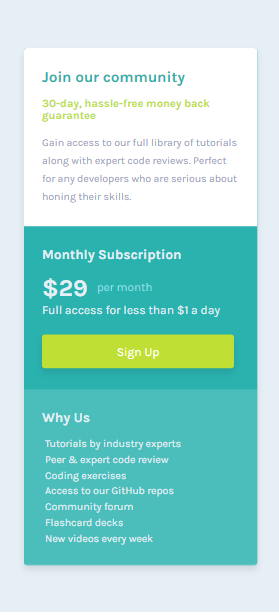 Join our community
30-day, hassle-free money back
guarantee
Gain access to our full library of tutorials
along with expert code reviews. Perfect
for any developers who are serious about
honing their skills.
Monthly Subscription
$29 per month
Full access for less than $1 a day
Sign Up
Why Us
Tutorials by industry experts
Peer & expert code review
Coding exercises
Access to our GitHub repos
Community forum
Flashcard decks
New videos every week